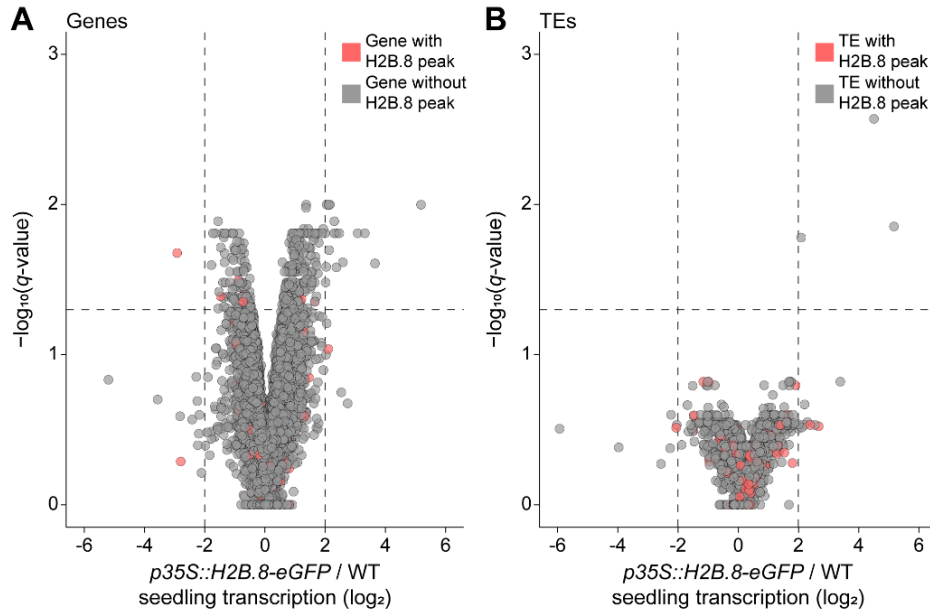 A
Genes
Gene with
H2B.8 peak
Gene without
H2B.8 peak
3
2
1
0
−log₁₀(q-value)
-6
-4
-2
0
2
4
6
p35S::H2B.8-eGFP / WT
seedling transcription (log₂)
B
TEs
TE with
H2B.8 peak
TE without
H2B.8 peak
3
2
1
0
−log₁₀(q-value)
-6
-4
-2
0
2
4
6
p35S::H2B.8-eGFP / WT
seedling transcription (log₂)